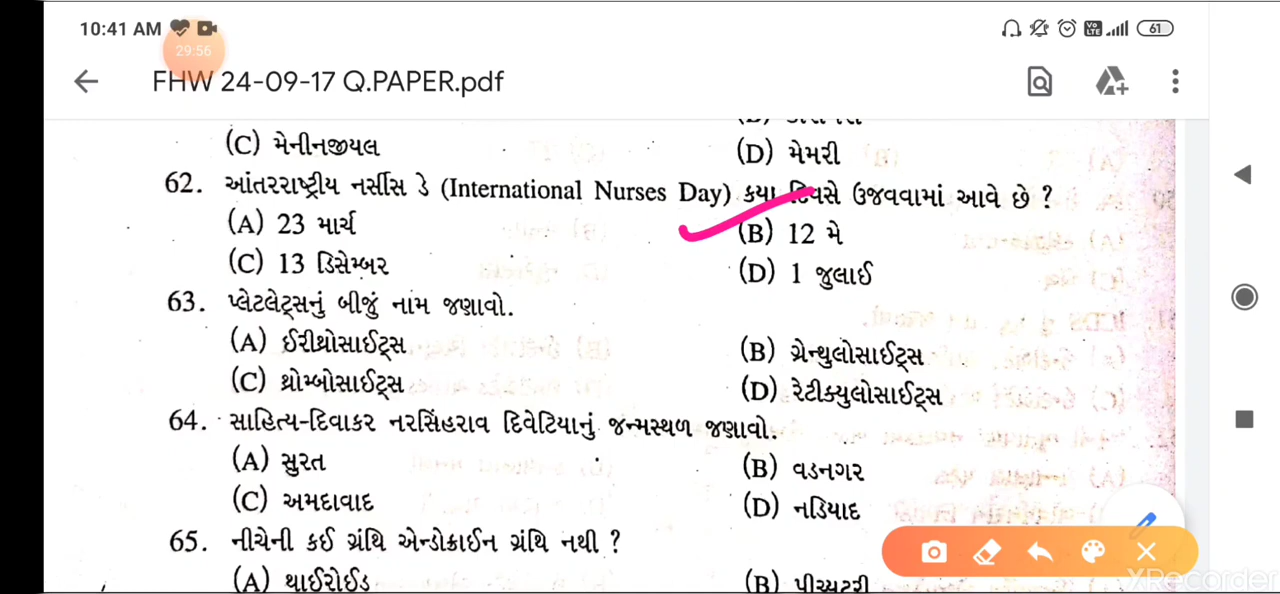 10:41 AM
61
29:56
FHW 24-09-17 Q.PAPER.pdf
(C) મેનીનજીયલ
(D) મેમરી
62. આંતરરાષ્ટ્રીય નર્સીસ ડે (International Nurses Day) કયા દિવસે ઉજવવામાં આવે છે ?
(A) 23 માર્ચ
(B) 12 મે
(C) 13 ડિસેમ્બર
(D) 1 જુલાઈ
63. પ્લેટલેટ્સનું બીજું નામ જણાવો.
(A) ઈરીથ્રોસાઈટ્સ
(B) ગ્રેન્થુલોસાઈટ્સ
(C) થ્રોમ્બોસાઈટ્સ
(D) રેટીક્યુલોસાઈટ્સ
64. સાહિત્ય-દિવાકર નરસિંહરાવ દિવેટિયાનું જન્મસ્થળ જણાવો.
(A) સુરત
(B) વડનગર
(C) અમદાવાદ
(D) નડિયાદ
65. નીચેની કઈ ગ્રંથિ એન્ડોક્રાઈન ગ્રંથિ નથી ?
(A) થાઈરોઈડ
(B) પીચ્યુટરી
XRecorder